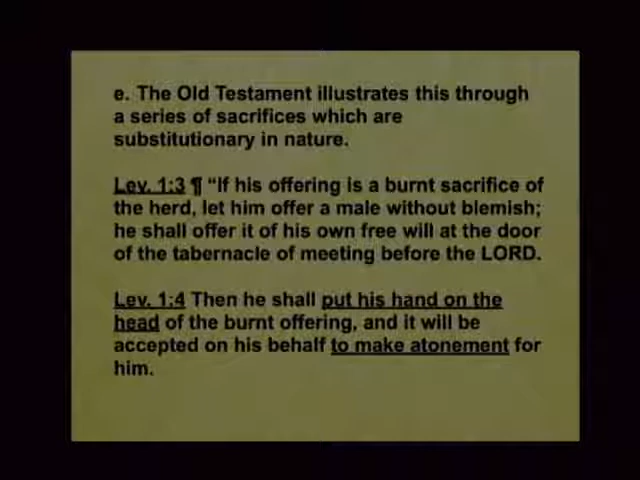 e. The Old Testament illustrates this through
a series of sacrifices which are
substitutionary in nature.
Lev. 1:3 ¶ “If his offering is a burnt sacrifice of
the herd, let him offer a male without blemish;
he shall offer it of his own free will at the door
of the tabernacle of meeting before the LORD.
Lev. 1:4 Then he shall put his hand on the
head of the burnt offering, and it will be
accepted on his behalf to make atonement for
him.